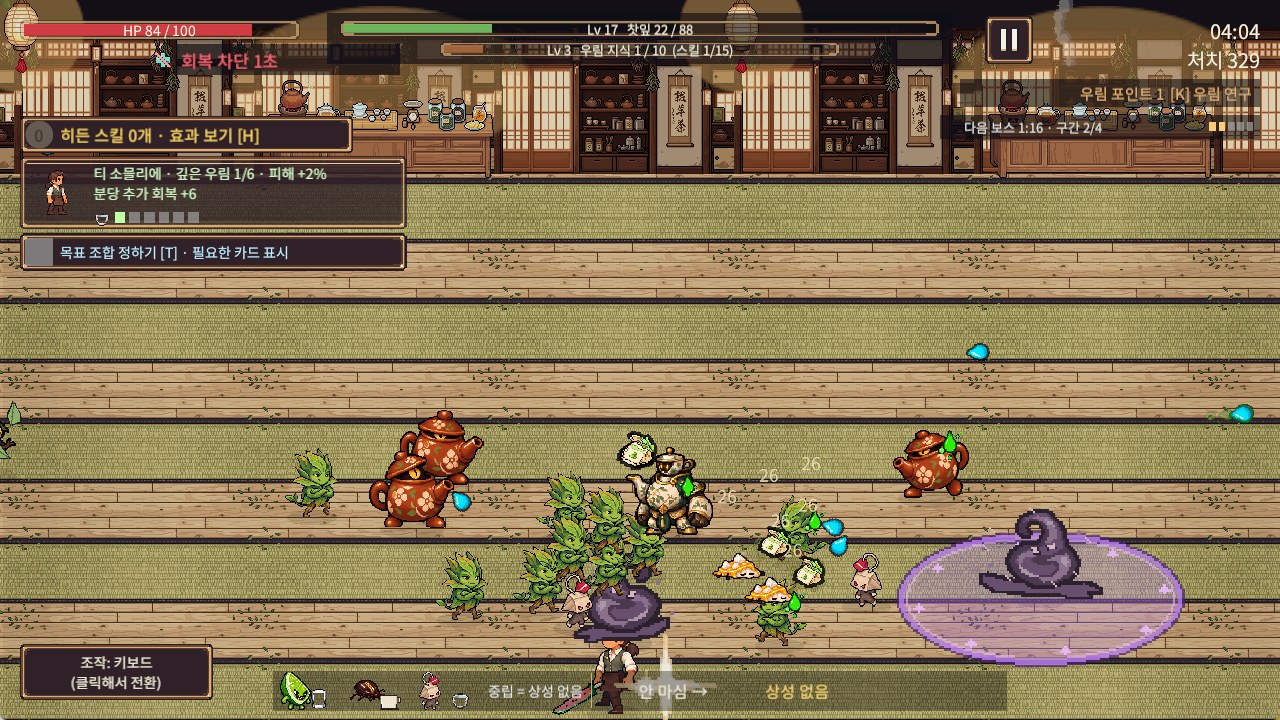 HP 84 / 100
Lv 17 찻잎 22 / 88
Lv 3 우림 지식 1 / 10 (스킬 1/15)
04:04
처치 329
회복 차단 1초
우림 포인트 1 [K] 우림 연구
다음 보스 1:16 · 구간 2/4
0 히든 스킬 0개 · 효과 보기 [H]
티 소믈리에 · 깊은 우림 1/6 · 피해 +2%
분당 추가 회복 +6
목표 조합 정하기 [T] · 필요한 카드 표시
26
26
26
26
26
조작: 키보드
(클릭해서 전환)
중립 = 상성 없음
안 마심 →
상성 없음